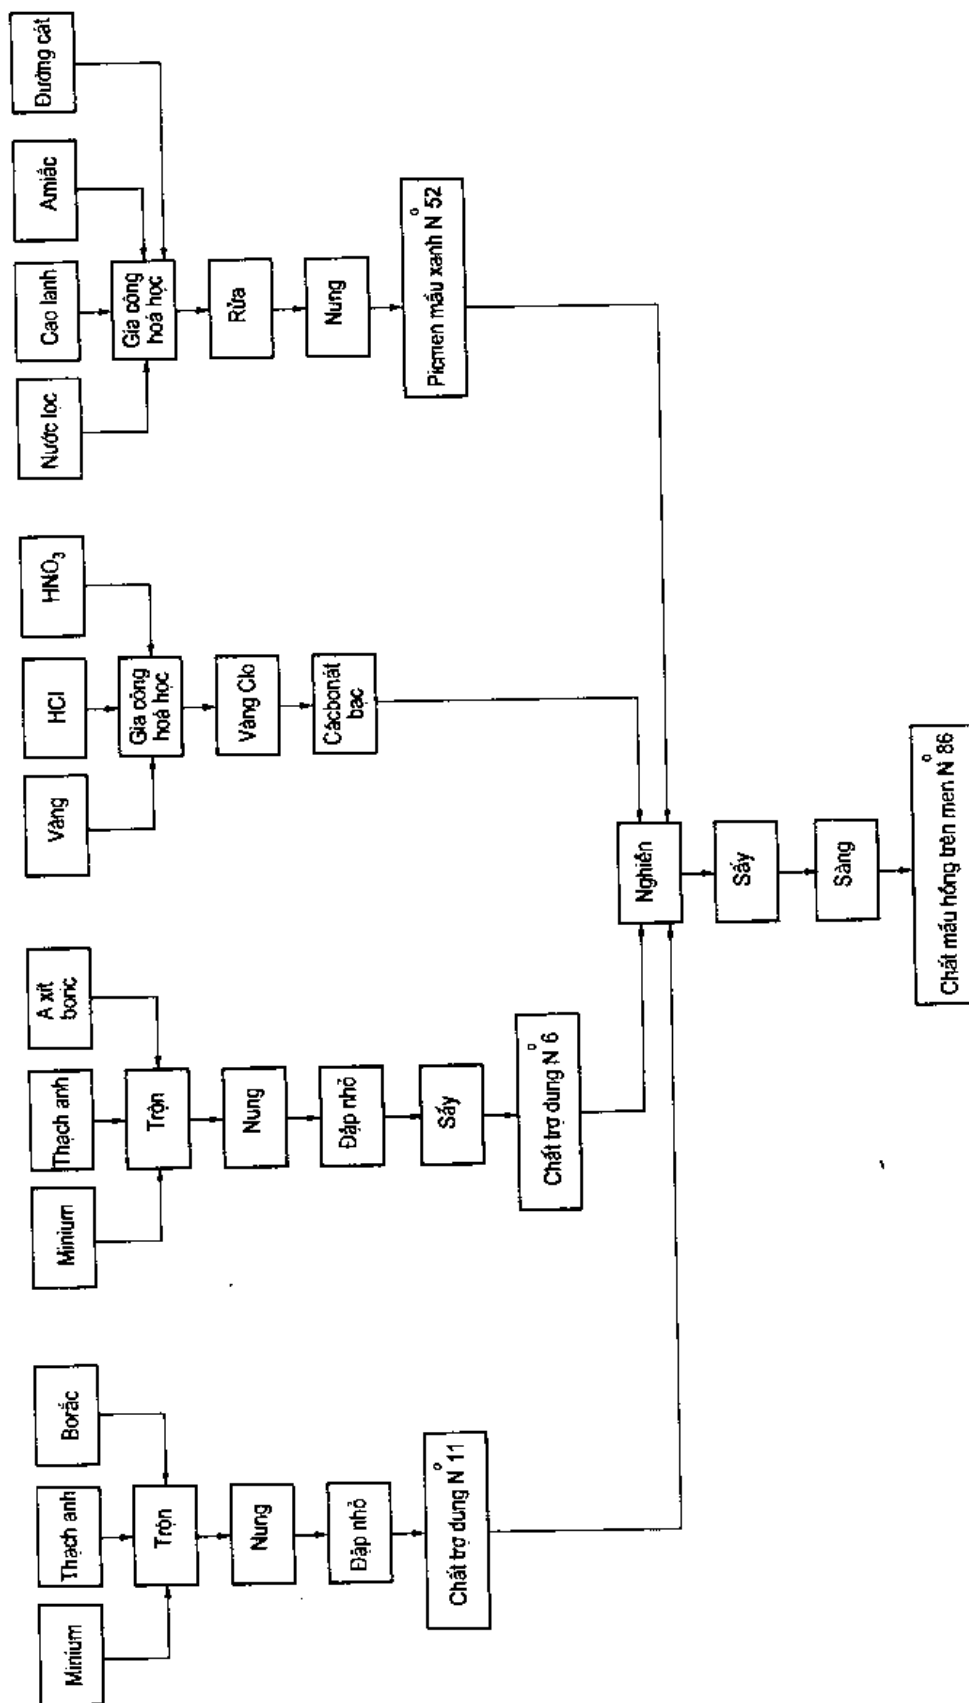 Minium
Thạch anh
Borắc
Trộn
Nung
Đập nhỏ
Chất trợ dung N° 11
Minium
Thạch anh
A xít
boric
Trộn
Nung
Đập nhỏ
Sấy
Chất trợ dung N° 6
Vàng
HCl
HNO₃
Gia công
hoá học
Vàng Clo
Cácbonát
bạc
Nước lọc
Cao lanh
Amiắc
Đường cát
Gia công
hoá học
Rửa
Nung
Picmen mầu xanh N° 52
Nghiền
Sấy
Sàng
Chất mầu hồng trên men N° 86